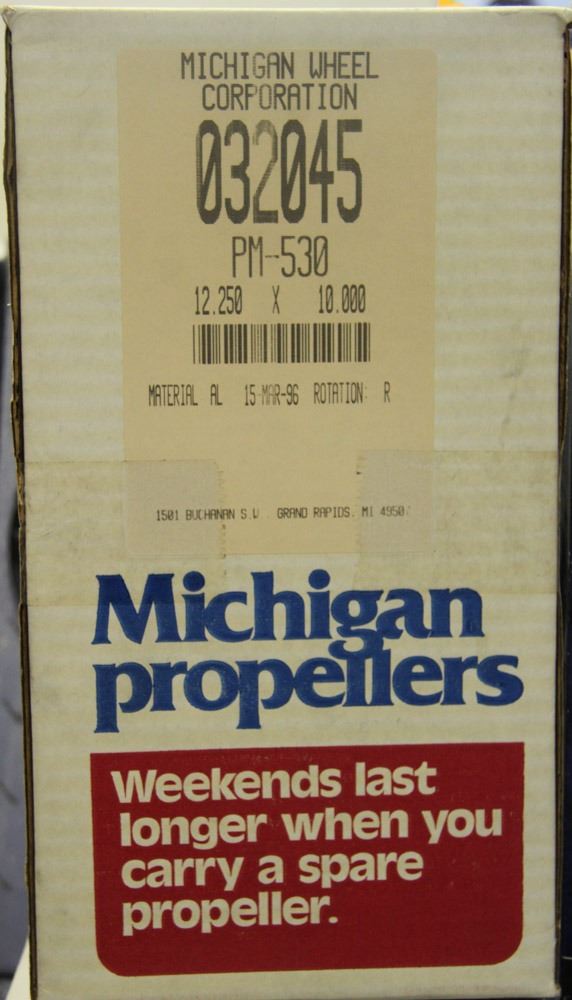 MICHIGAN WHEEL
CORPORATION
032045
PM-530
12.250 X 10.000
MATERIAL AL 15-MAR-96 ROTATION: R
1501 BUCHANAN S.W. GRAND RAPIDS, MI
Michigan
propellers
Weekends last
longer when you
carry a spare
propeller.